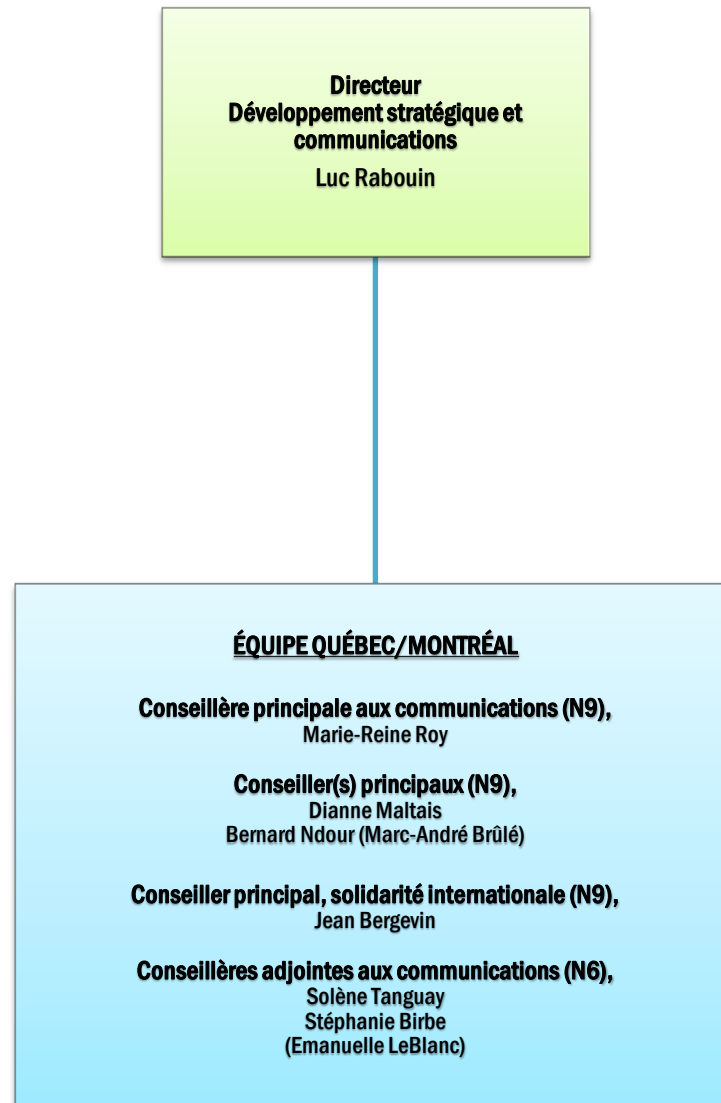 Directeur
Développement stratégique et
communications
Luc Rabouin
ÉQUIPE QUÉBEC/MONTRÉAL
Conseillère principale aux communications (N9),
Marie-Reine Roy
Conseiller(s) principaux (N9),
Dianne Maltais
Bernard Ndour (Marc-André Brûlé)
Conseiller principal, solidarité internationale (N9),
Jean Bergevin
Conseillères adjointes aux communications (N6),
Solène Tanguay
Stéphanie Birbe
(Emanuelle LeBlanc)